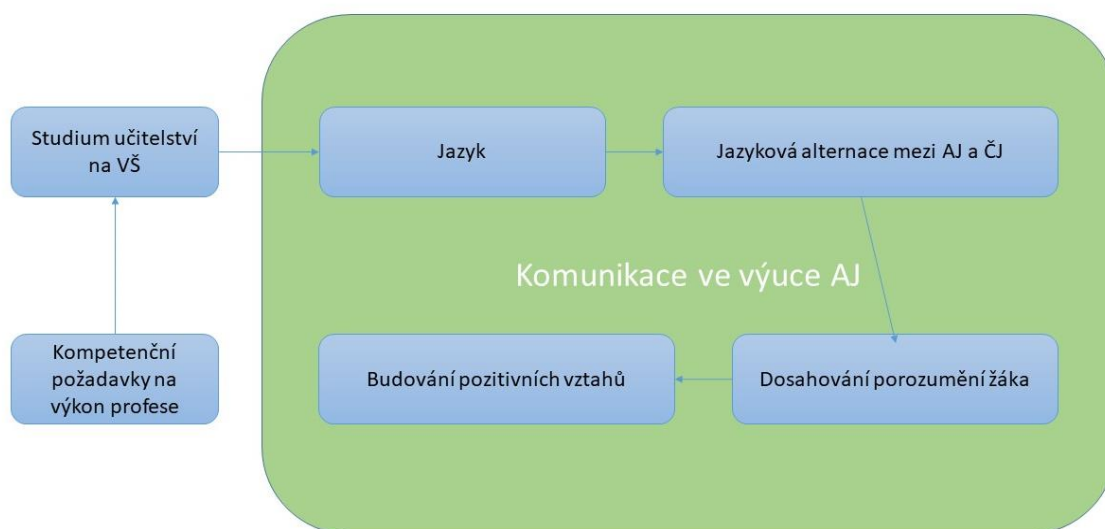 Studium učitelství
na VŠ
Jazyk
Jazyková alternace mezi AJ a ČJ
Komunikace ve výuce AJ
Kompetenční
požadavky na
výkon profese
Budování pozitivních vztahů
Dosahování porozumění žáka